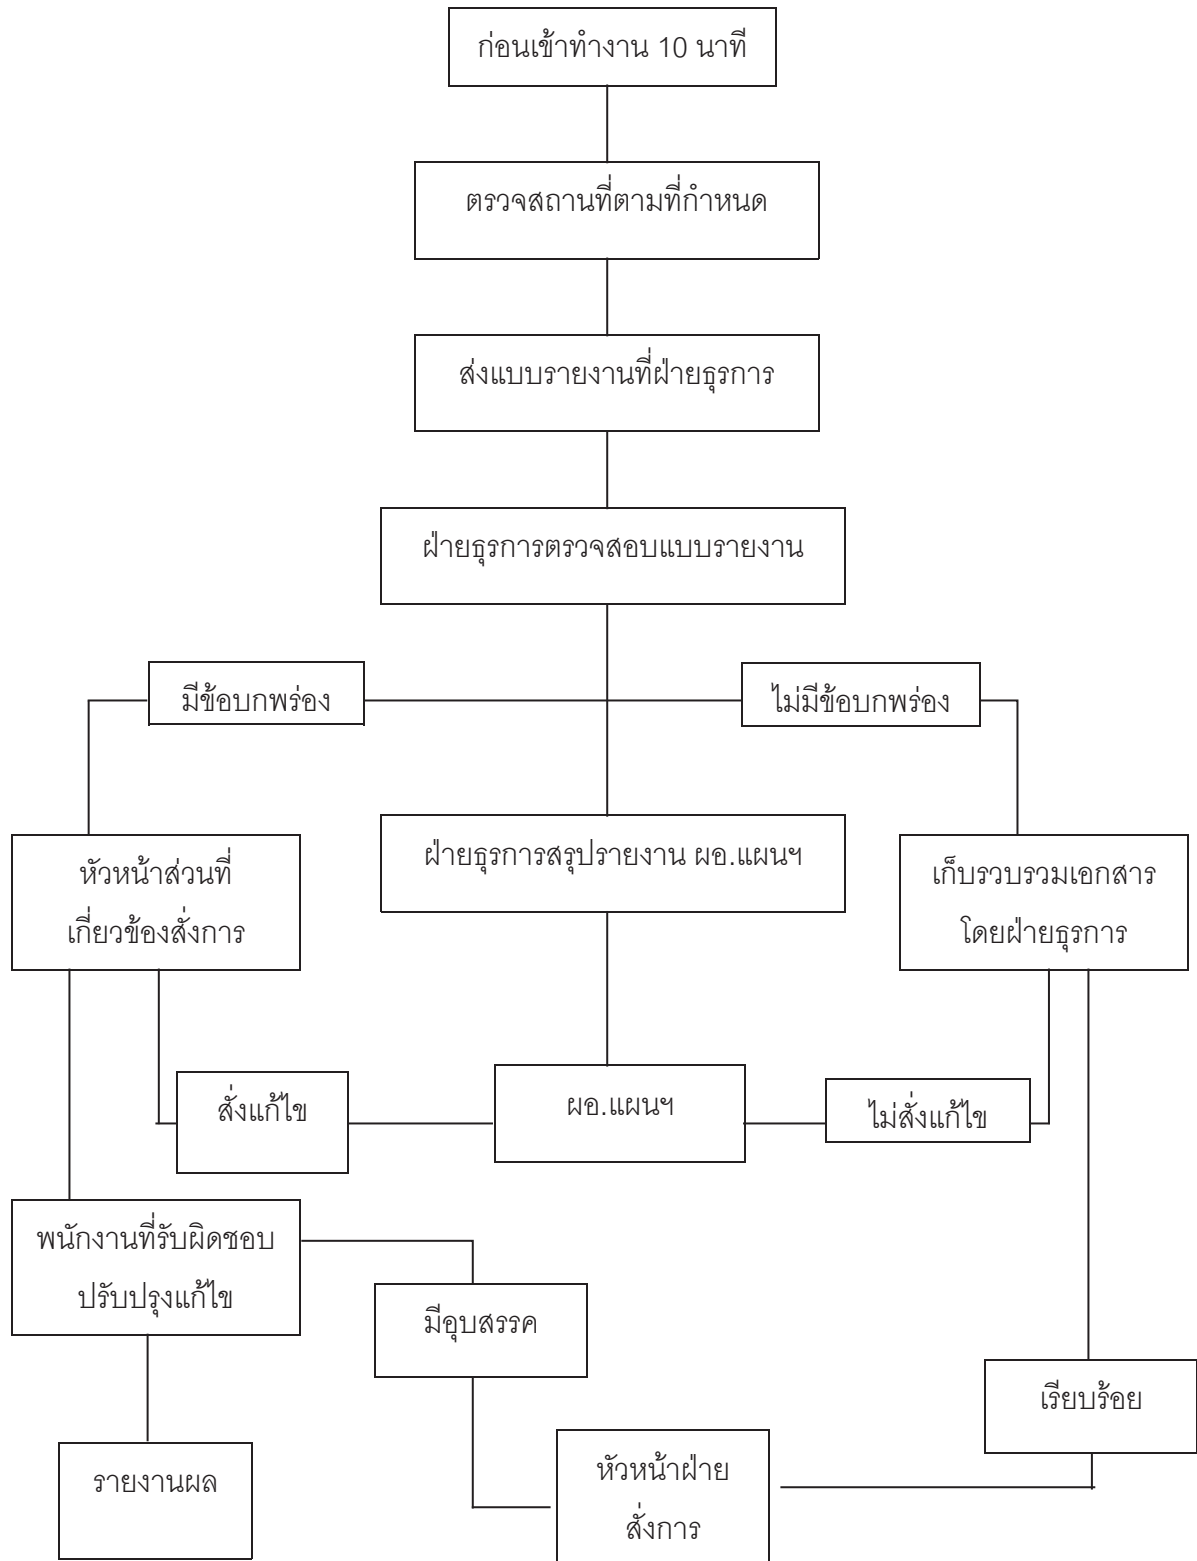 ก่อนเข้าทำงาน 10 นาที
ตรวจสถานที่ตามที่กำหนด
ส่งแบบรายงานที่ฝ่ายธุรการ
ฝ่ายธุรการตรวจสอบแบบรายงาน
มีข้อบกพร่อง
ไม่มีข้อบกพร่อง
หัวหน้าส่วนที่
เกี่ยวข้องสั่งการ
ฝ่ายธุรการสรุปรายงาน ผอ.แผนฯ
เก็บรวบรวมเอกสาร
โดยฝ่ายธุรการ
สั่งแก้ไข
ผอ.แผนฯ
ไม่สั่งแก้ไข
พนักงานที่รับผิดชอบ
ปรับปรุงแก้ไข
มีอุบสรรค
เรียบร้อย
รายงานผล
หัวหน้าฝ่าย
สั่งการ